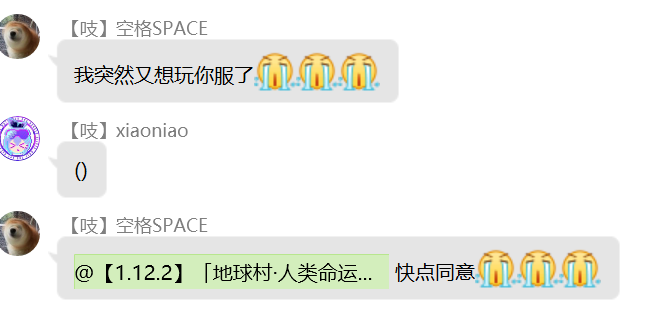 【吱】空格SPACE
我突然又想玩你服了😭😭😭
【吱】xiaoniao
()
【吱】空格SPACE
@【1.12.2】「地球村·人类命运... 快点同意😭😭😭